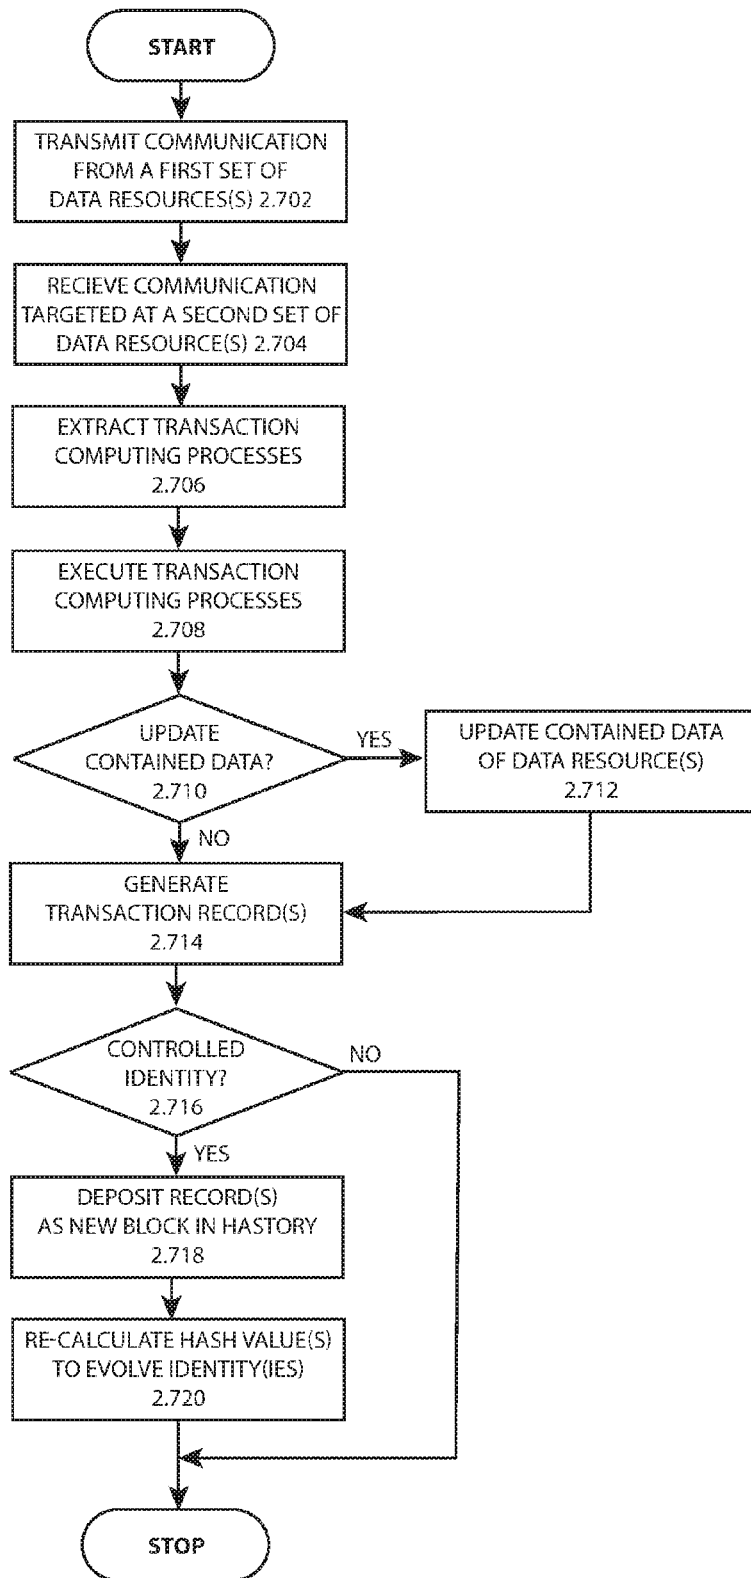 START
TRANSMIT COMMUNICATION
FROM A FIRST SET OF
DATA RESOURCES(S) 2.702
RECIEVE COMMUNICATION
TARGETED AT A SECOND SET OF
DATA RESOURCE(S) 2.704
EXTRACT TRANSACTION
COMPUTING PROCESSES
2.706
EXECUTE TRANSACTION
COMPUTING PROCESSES
2.708
UPDATE
CONTAINED DATA?
2.710
YES
UPDATE CONTAINED DATA
OF DATA RESOURCE(S)
2.712
NO
GENERATE
TRANSACTION RECORD(S)
2.714
CONTROLLED
IDENTITY?
2.716
NO
YES
DEPOSIT RECORD(S)
AS NEW BLOCK IN HASTORY
2.718
RE-CALCULATE HASH VALUE(S)
TO EVOLVE IDENTITY(IES)
2.720
STOP